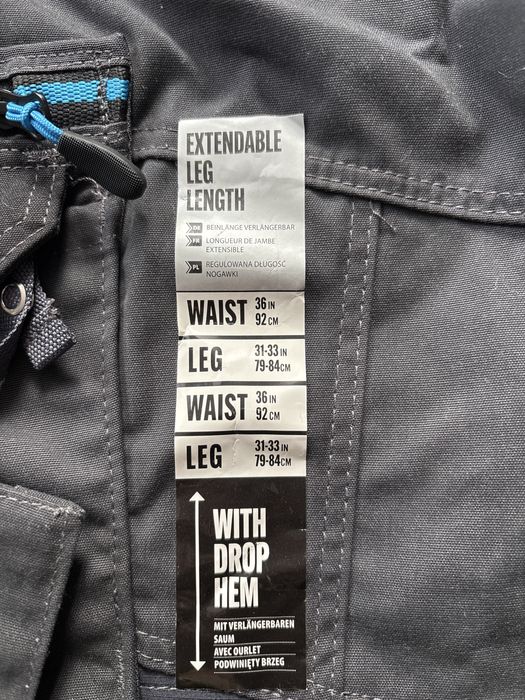 EXTENDABLE
LEG
LENGTH
BEINLÄNGE VERLÄNGERBAR
FR LONGUEUR DE JAMBE
EXTENSIBLE
PL REGULOWANA DŁUGOŚĆ
NOGAWKI
WAIST 36 IN
92 CM
LEG 31-33 IN
79-84CM
WAIST 36 IN
92 CM
LEG 31-33 IN
79-84CM
WITH
DROP
HEM
MIT VERLÄNGERBAREN
SAUM
AVEC OURLET
PODWINIĘTY BRZEG